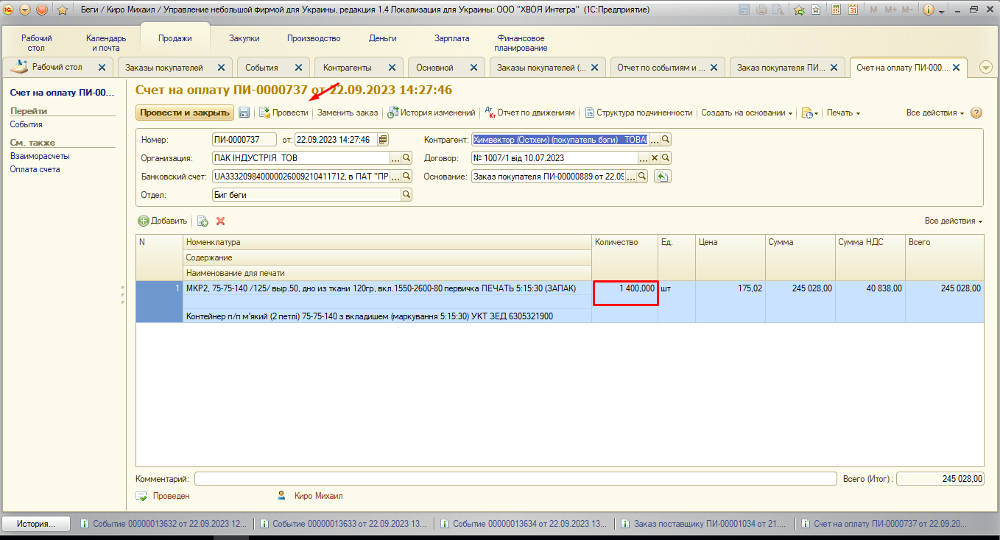 Беги / Киро Михаил / Управление небольшой фирмой для Украины, редакция 1.4 Локализация для Украины: ООО "ХВОЯ Интегра" (1С:Предприятие)
M M+ M-
Рабочий стол
Календарь и почта
Продажи
Закупки
Производство
Деньги
Зарплата
Финансовое планирование
Рабочий стол
Заказы покупателей
События
Контрагенты
Основной
Заказы покупателей (...
Отчет по событиям и ...
Заказ покупателя ПИ...
Счет на оплату ПИ-000...
Счет на оплату ПИ-00...
Перейти
События
См. также
Взаиморасчеты
Оплата счета
Счет на оплату ПИ-0000737 от 22.09.2023 14:27:46
Провести и закрыть
Провести
Заменить заказ
История изменений
Дт Кт Отчет по движениям
Структура подчиненности
Создать на основании
Печать
Все действия
?
Номер: ПИ-0000737 от: 22.09.2023 14:27:46
Контрагент: Химвектор (Остхем) (покупатель бэги) ТОВА ...
Организация: ПАК ІНДУСТРІЯ ТОВ ...
Договор: № 1007/1 від 10.07.2023 ...
Банковский счет: UA333209840000026009210411712, в ПАТ "ПР ...
Основание: Заказ покупателя ПИ-00000889 от 22.09 ...
Отдел: Биг беги
Добавить
Все действия
N Номенклатура Количество Ед. Цена Сумма Сумма НДС Всего
Содержание
Наименование для печати
1 МКР2, 75-75-140 /125/ выр.50, дно из ткани 120гр, вкл.1550-2600-80 первичка ПЕЧАТЬ 5:15:30 (ЗАПАК) 1 400,000 шт 175,02 245 028,00 40 838,00 245 028,00
Контейнер п/п м'який (2 петлі) 75-75-140 з вкладишем (маркування 5:15:30) УКТ ЗЕД 6305321900
Комментарий:
Всего (Итог) : 245 028,00
Проведен
Киро Михаил
История...
Событие 00000013632 от 22.09.2023 12...
Событие 00000013633 от 22.09.2023 13...
Событие 00000013634 от 22.09.2023 13...
Заказ поставщику ПИ-00001034 от 21....
Счет на оплату ПИ-0000737 от 22.09.20...